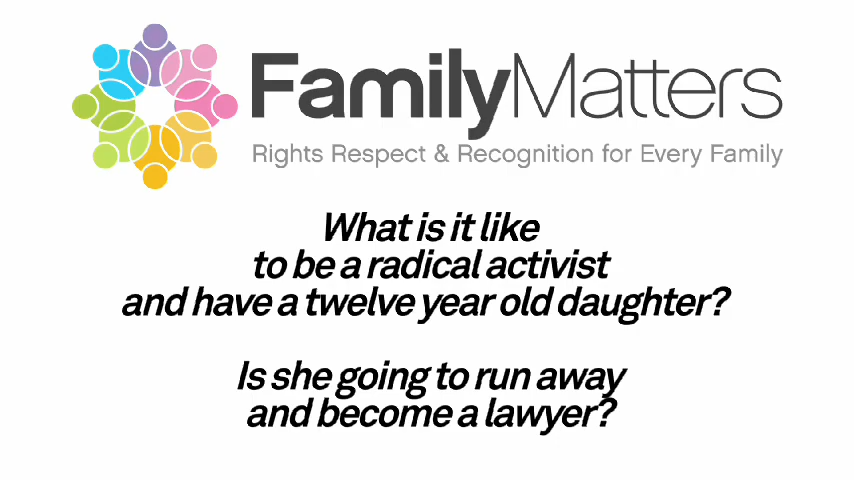 FamilyMatters
Rights Respect & Recognition for Every Family
What is it like
to be a radical activist
and have a twelve year old daughter?
Is she going to run away
and become a lawyer?